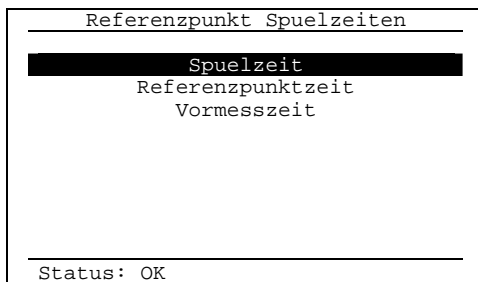 Referenzpunkt Spuelzeiten
Spuelzeit
Referenzpunktzeit
Vormesszeit
Status: OK